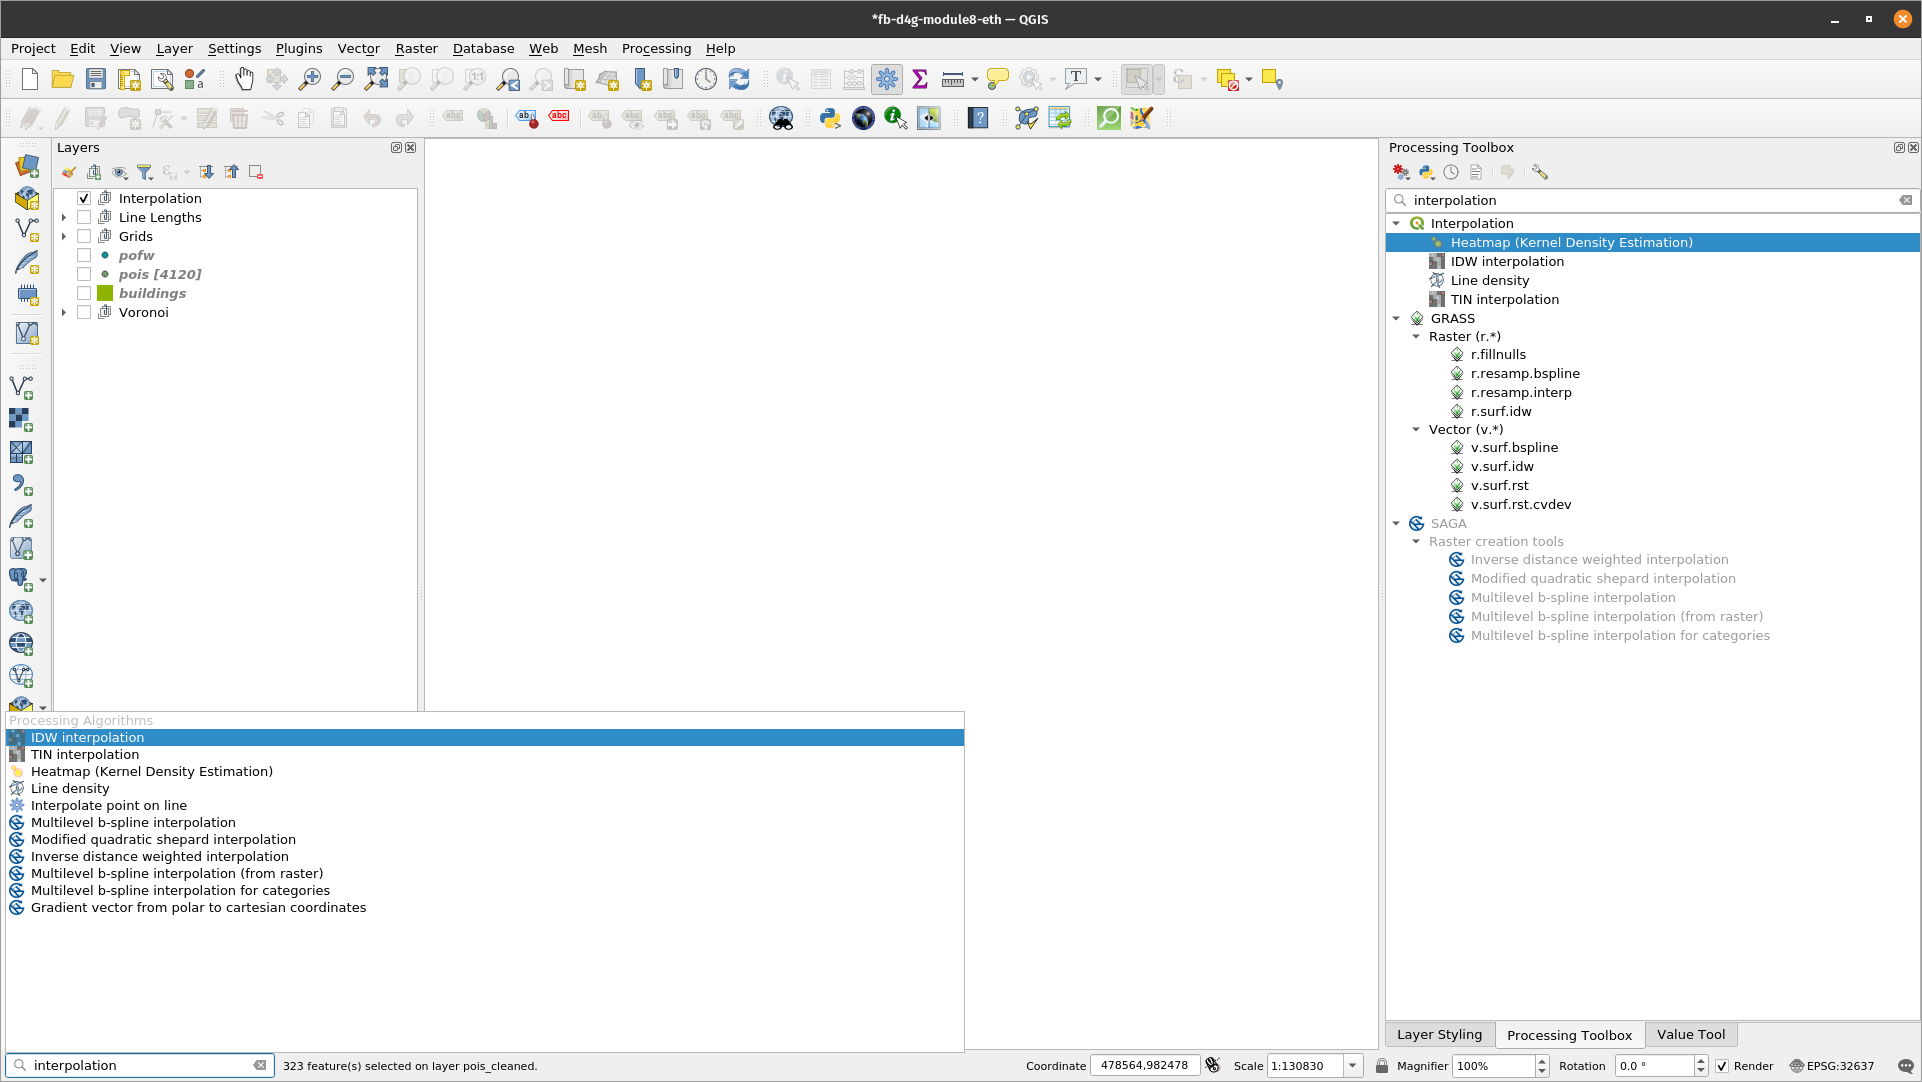 *fb-d4g-module8-eth — QGIS
Project Edit View Layer Settings Plugins Vector Raster Database Web Mesh Processing Help
Layers
Interpolation
Line Lengths
Grids
pofw
pois [4120]
buildings
Voronoi
Processing Toolbox
interpolation
Interpolation
Heatmap (Kernel Density Estimation)
IDW interpolation
Line density
TIN interpolation
GRASS
Raster (r.*)
r.fillnulls
r.resamp.bspline
r.resamp.interp
r.surf.idw
Vector (v.*)
v.surf.bspline
v.surf.idw
v.surf.rst
v.surf.rst.cvdev
SAGA
Raster creation tools
Inverse distance weighted interpolation
Modified quadratic shepard interpolation
Multilevel b-spline interpolation
Multilevel b-spline interpolation (from raster)
Multilevel b-spline interpolation for categories
Processing Algorithms
IDW interpolation
TIN interpolation
Heatmap (Kernel Density Estimation)
Line density
Interpolate point on line
Multilevel b-spline interpolation
Modified quadratic shepard interpolation
Inverse distance weighted interpolation
Multilevel b-spline interpolation (from raster)
Multilevel b-spline interpolation for categories
Gradient vector from polar to cartesian coordinates
Layer Styling Processing Toolbox Value Tool
interpolation 323 feature(s) selected on layer pois_cleaned. Coordinate 478564,982478 Scale 1:130830 Magnifier 100% Rotation 0.0 ° Render EPSG:32637